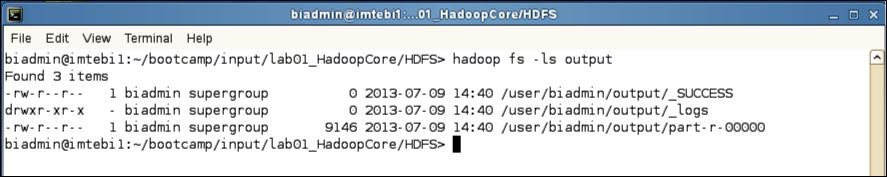 biadmin@imtebi1:...01_HadoopCore/HDFS
File Edit View Terminal Help
biadmin@imtebi1:~/bootcamp/input/lab01_HadoopCore/HDFS> hadoop fs -ls output
Found 3 items
-rw-r--r--   1 biadmin supergroup          0 2013-07-09 14:40 /user/biadmin/output/_SUCCESS
drwxr-xr-x   - biadmin supergroup          0 2013-07-09 14:40 /user/biadmin/output/_logs
-rw-r--r--   1 biadmin supergroup       9146 2013-07-09 14:40 /user/biadmin/output/part-r-00000
biadmin@imtebi1:~/bootcamp/input/lab01_HadoopCore/HDFS>